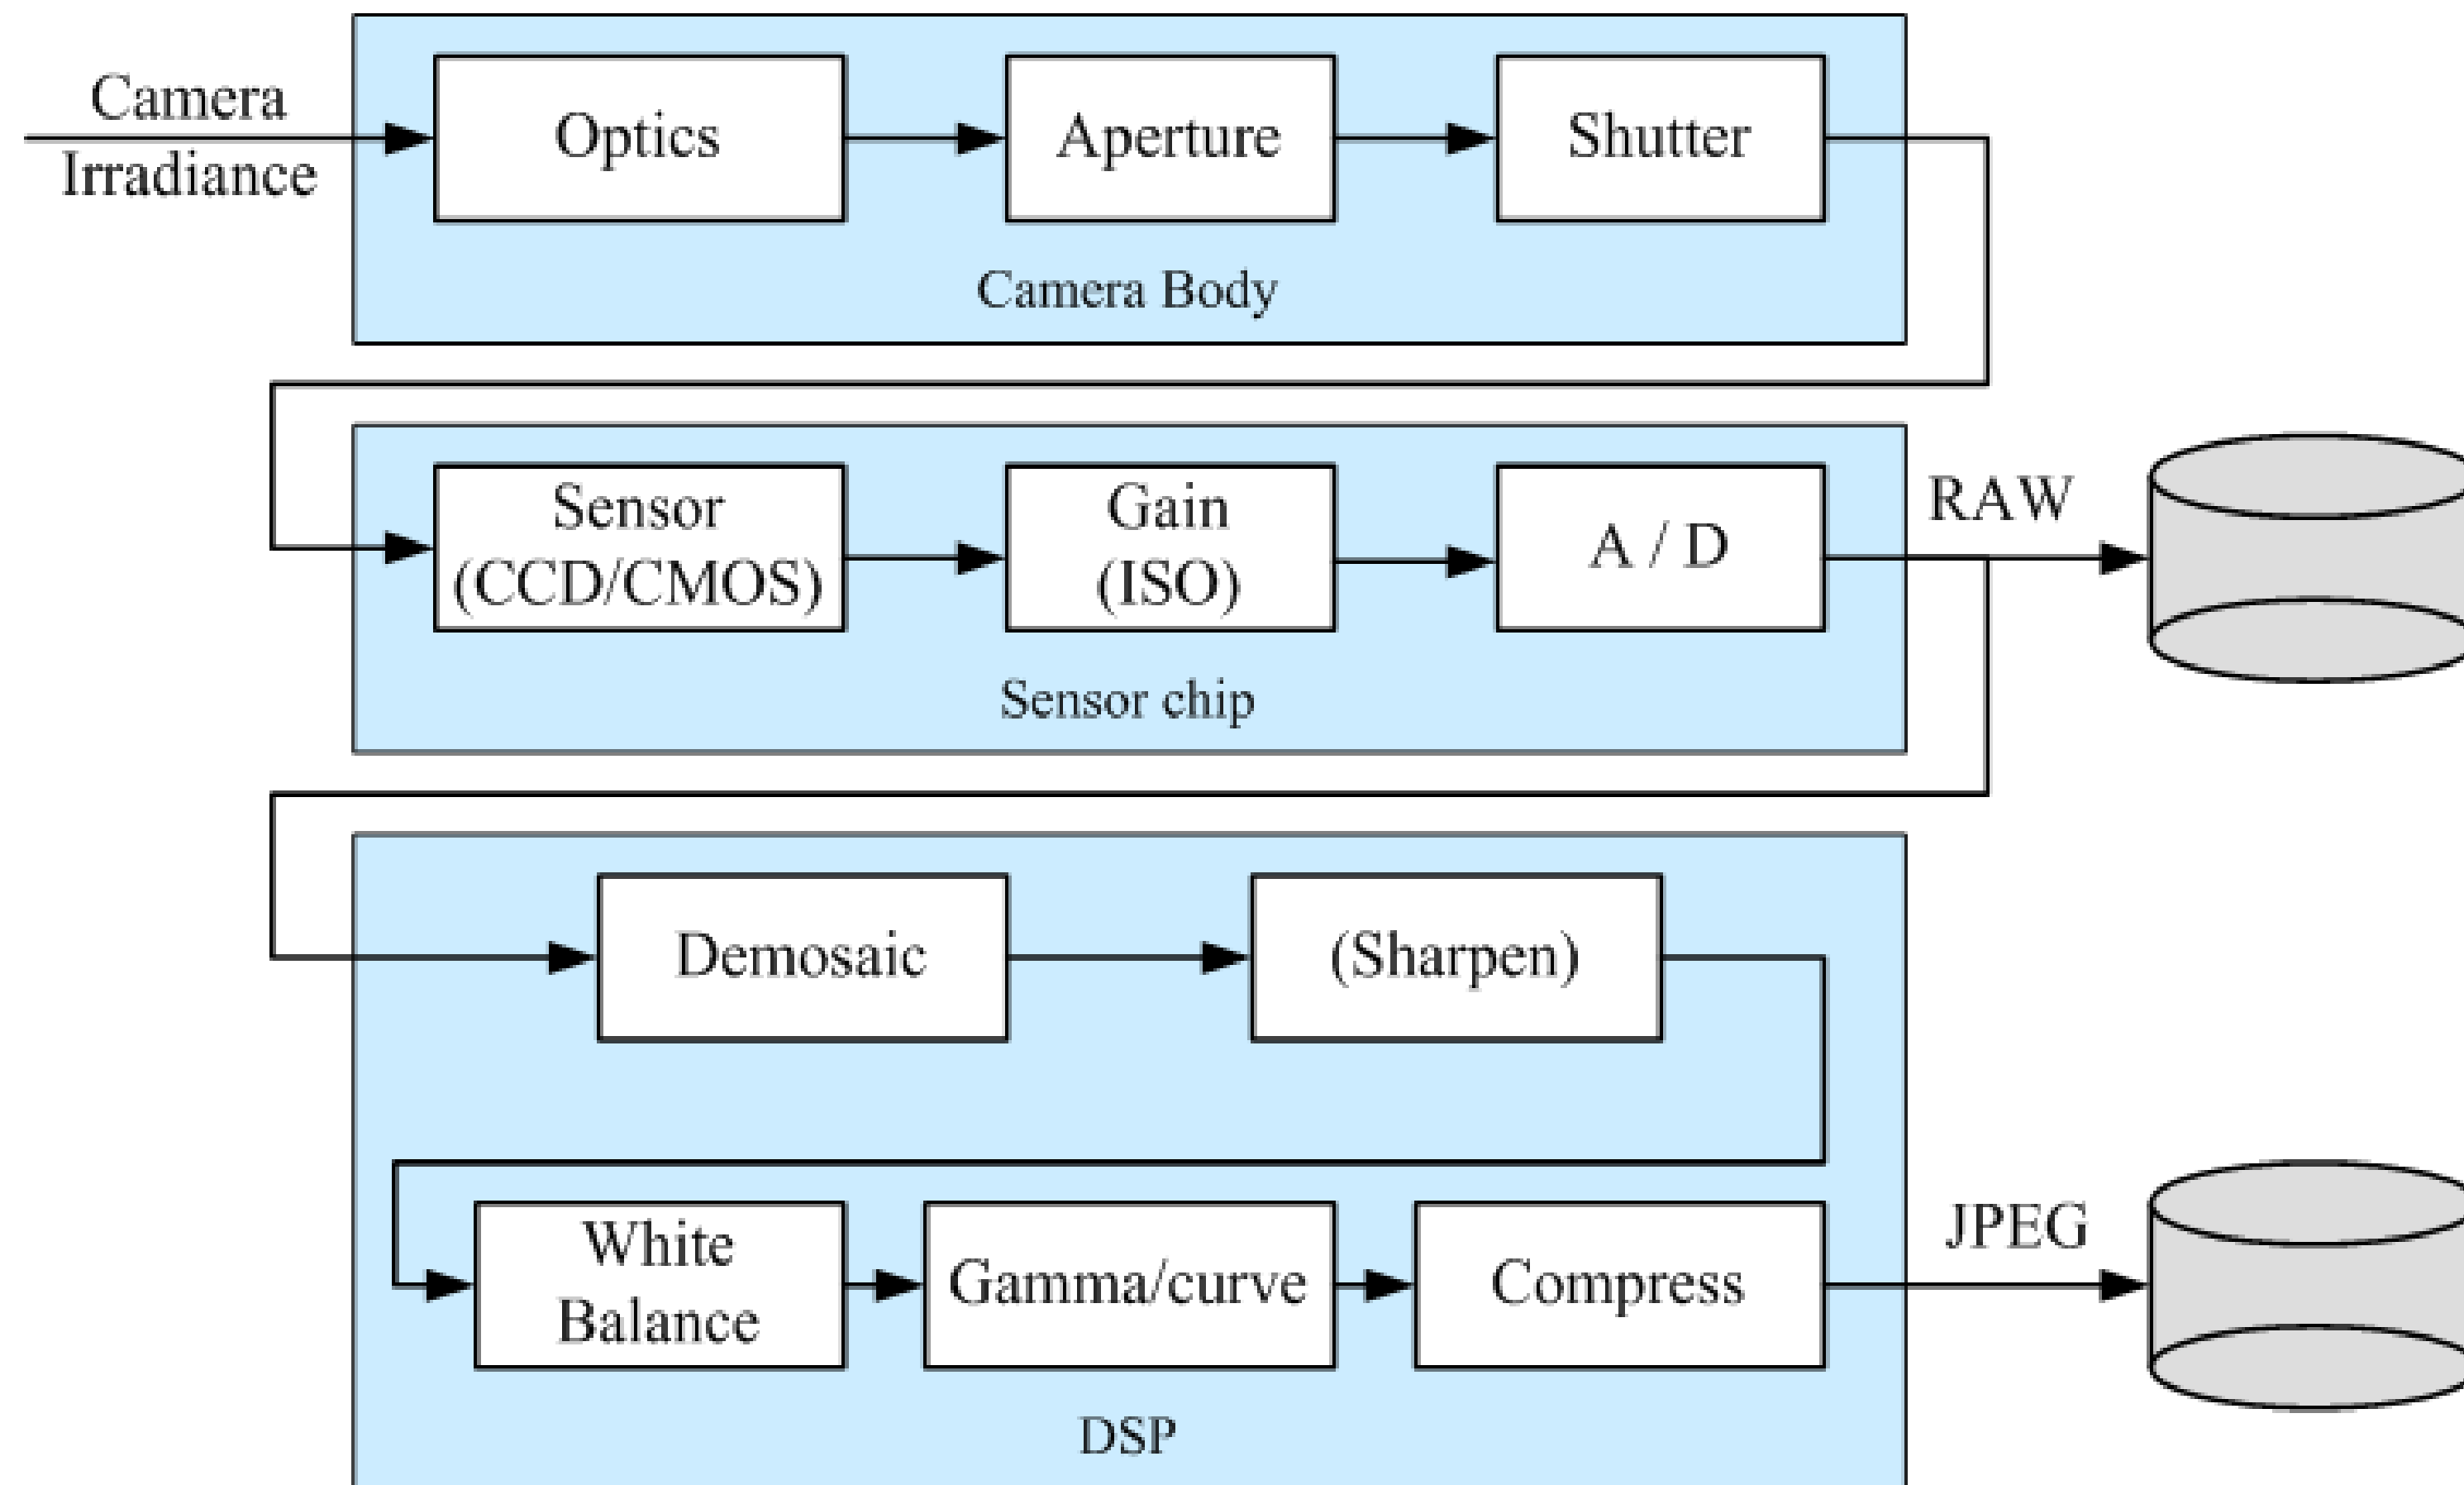 Camera
Irradiance
Optics
Aperture
Shutter
Camera Body
Sensor
(CCD/CMOS)
Gain
(ISO)
A / D
RAW
Sensor chip
Demosaic
(Sharpen)
White
Balance
Gamma/curve
Compress
JPEG
DSP